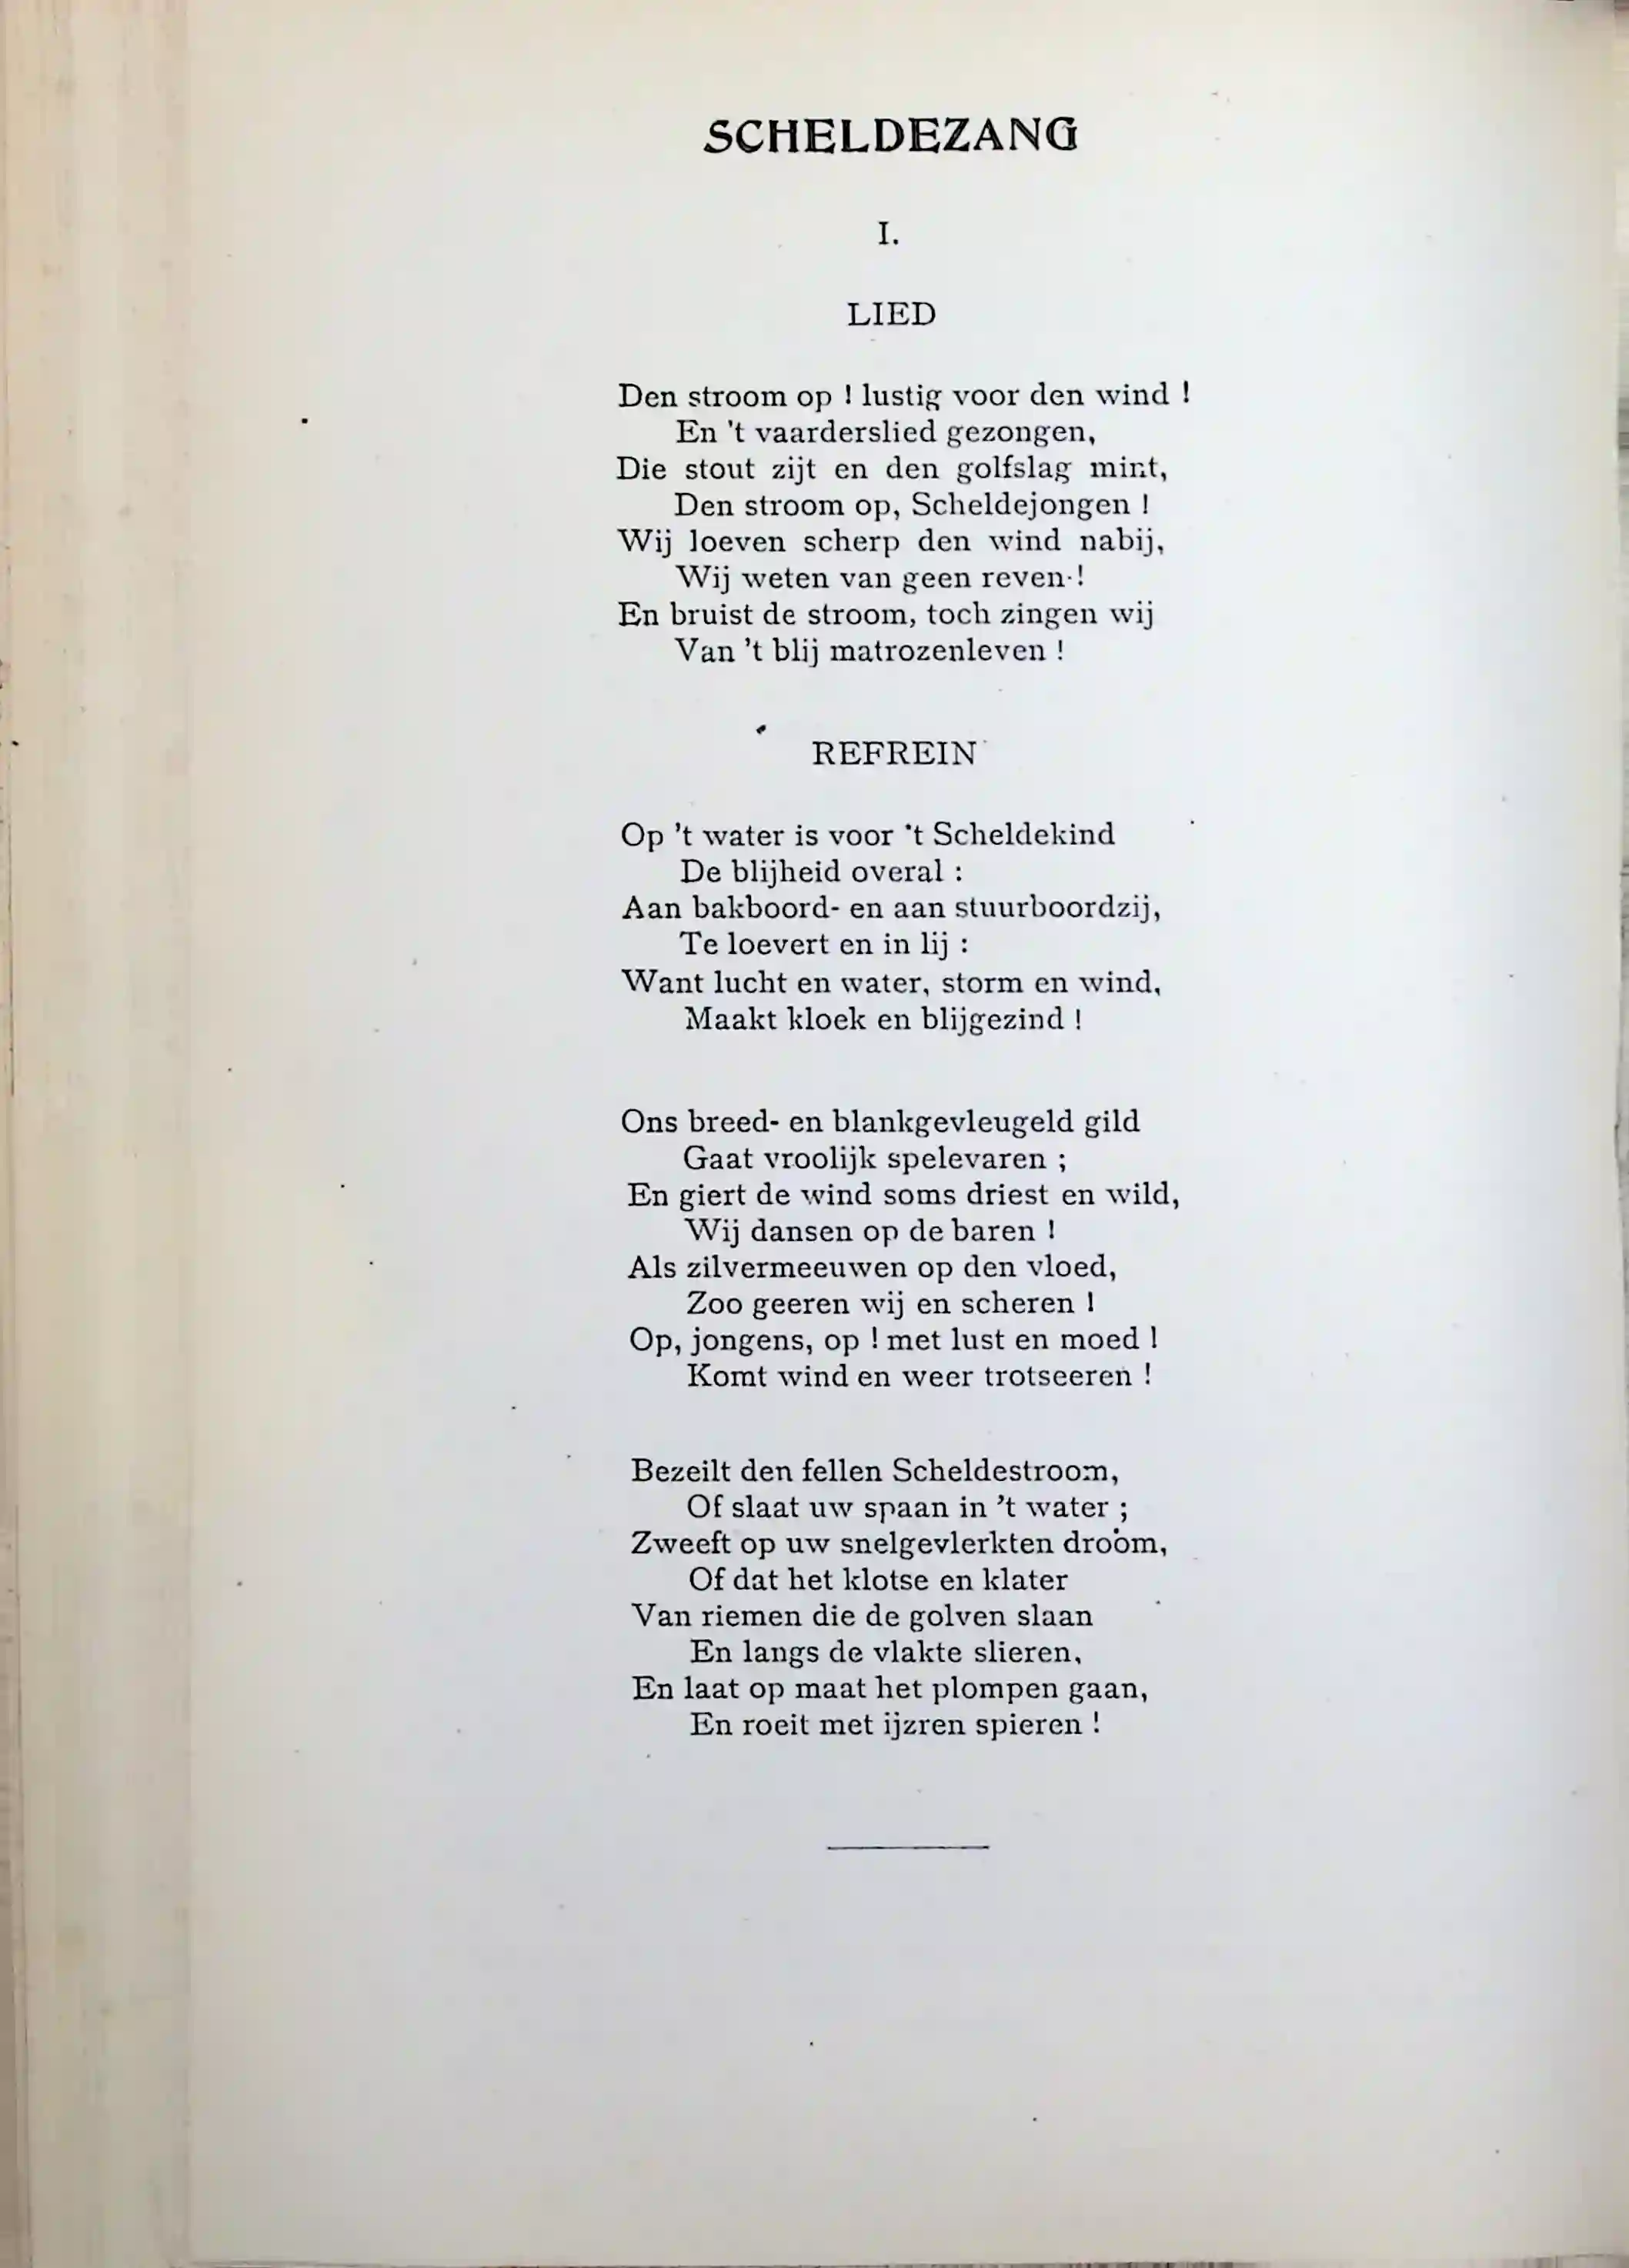 SCHELDEZANG
I.
LIED
Den stroom op ! lustig voor den wind !
En 't vaarderslied gezongen,
Die stout zijt en den golfslag mint,
Den stroom op, Scheldejongen !
Wij loeven scherp den wind nabij,
Wij weten van geen reven !
En bruist de stroom, toch zingen wij
Van 't blij matrozenleven !
REFREIN
Op 't water is voor 't Scheldekind
De blijheid overal :
Aan bakboord- en aan stuurboordzij,
Te loevert en in lij :
Want lucht en water, storm en wind,
Maakt kloek en blijgezind !
Ons breed- en blankgevleugeld gild
Gaat vroolijk spelevaren ;
En giert de wind soms driest en wild,
Wij dansen op de baren !
Als zilvermeeuwen op den vloed,
Zoo geeren wij en scheren !
Op, jongens, op ! met lust en moed !
Komt wind en weer trotseeren !
Bezeilt den fellen Scheldestroom,
Of slaat uw spaan in 't water ;
Zweeft op uw snelgevlerkten droom,
Of dat het klotse en klater
Van riemen die de golven slaan
En langs de vlakte slieren,
En laat op maat het plompen gaan,
En roeit met ijzren spieren !